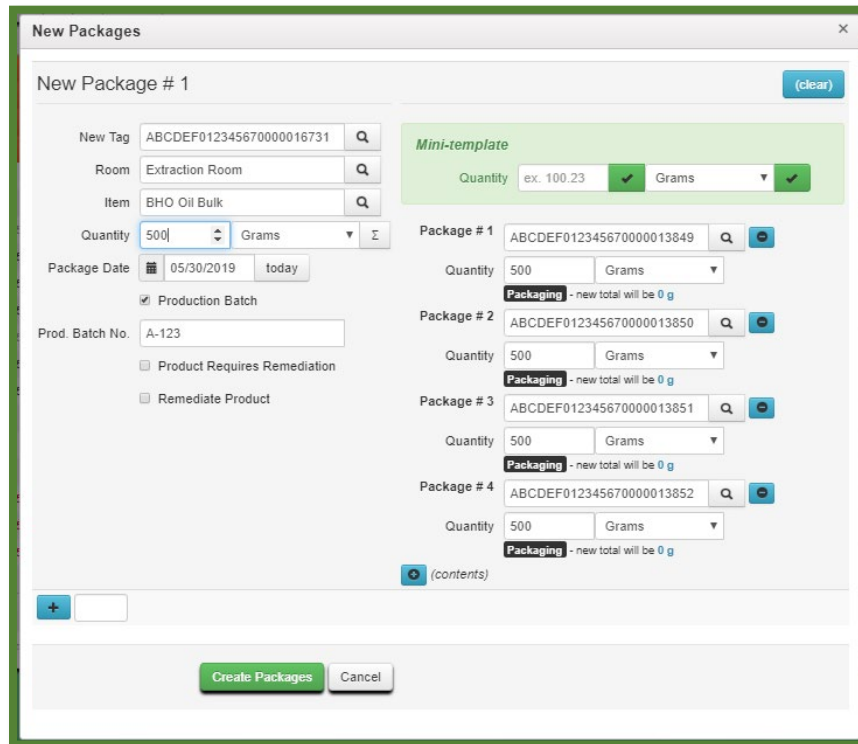 New Packages ×
New Package # 1
(clear)
New Tag ABCDEF012345670000016731
Room Extraction Room
Item BHO Oil Bulk
Quantity 500 Grams Σ
Package Date 05/30/2019 today
Production Batch
Prod. Batch No. A-123
Product Requires Remediation
Remediate Product
Mini-template
Quantity ex. 100.23 Grams
Package # 1 ABCDEF012345670000013849
Quantity 500 Grams
Packaging - new total will be 0 g
Package # 2 ABCDEF012345670000013850
Quantity 500 Grams
Packaging - new total will be 0 g
Package # 3 ABCDEF012345670000013851
Quantity 500 Grams
Packaging - new total will be 0 g
Package # 4 ABCDEF012345670000013852
Quantity 500 Grams
Packaging - new total will be 0 g
(contents)
Create Packages Cancel